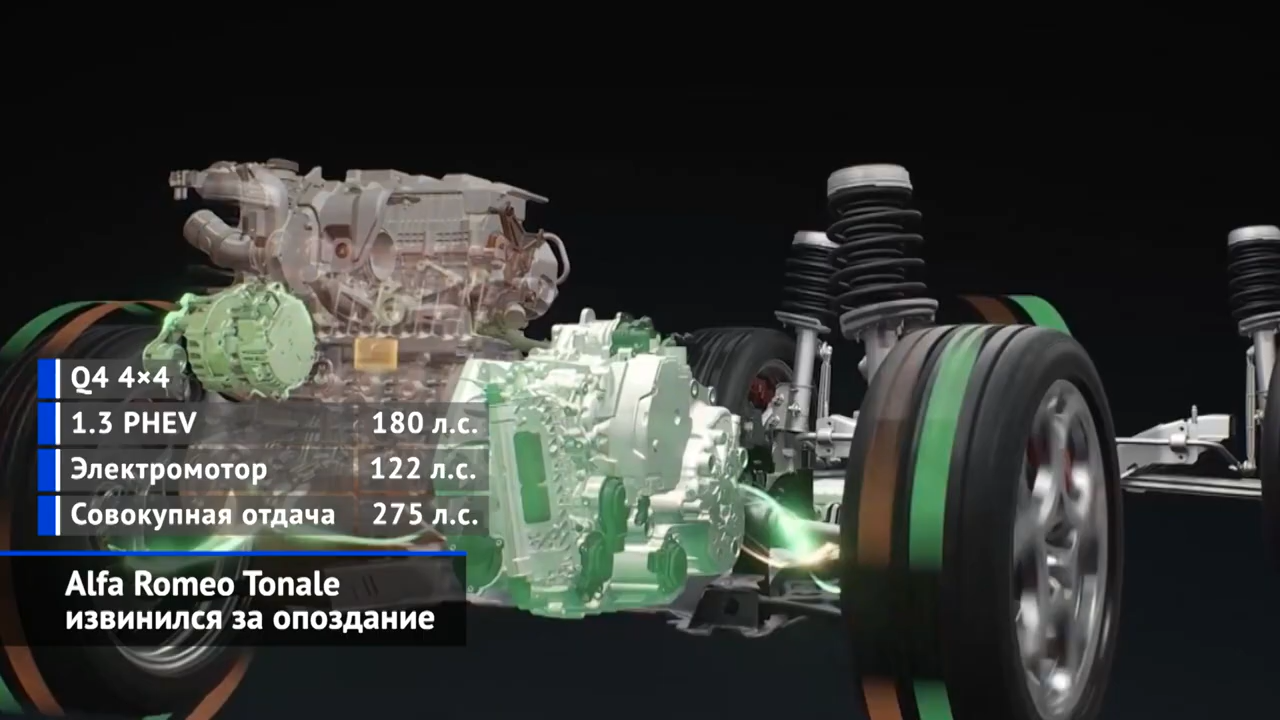 Q4 4×4
1.3 PHEV 180 л.с.
Электромотор 122 л.с.
Совокупная отдача 275 л.с.
Alfa Romeo Tonale
извинился за опоздание